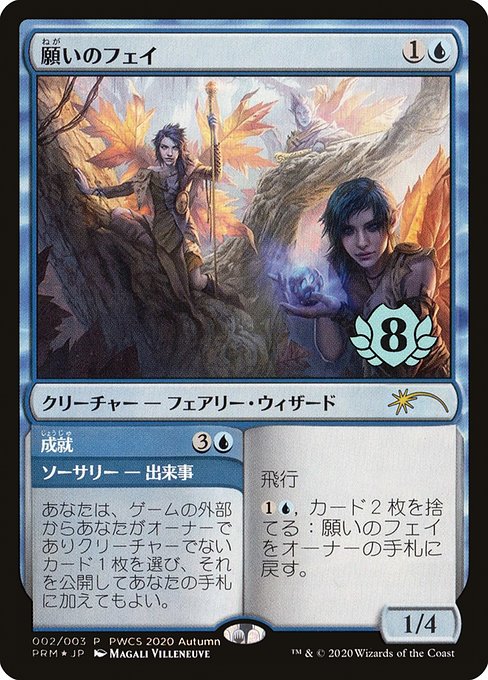 ねが
願いのフェイ 1
8
クリーチャー — フェアリー・ウィザード
じょうじゅ
成就 3
ソーサリー — 出来事
あなたは、ゲームの外部
からあなたがオーナーで
ありクリーチャーでない
カード1枚を選び、それ
を公開してあなたの手札
に加えてもよい。
飛行
1, カード2枚を捨
てる:願いのフェイ
をオーナーの手札に
戻す。
1/4
002/003 P PWCS 2020 Autumn
PRM★JP Magali Villeneuve
™ & © 2020 Wizards of the Coast